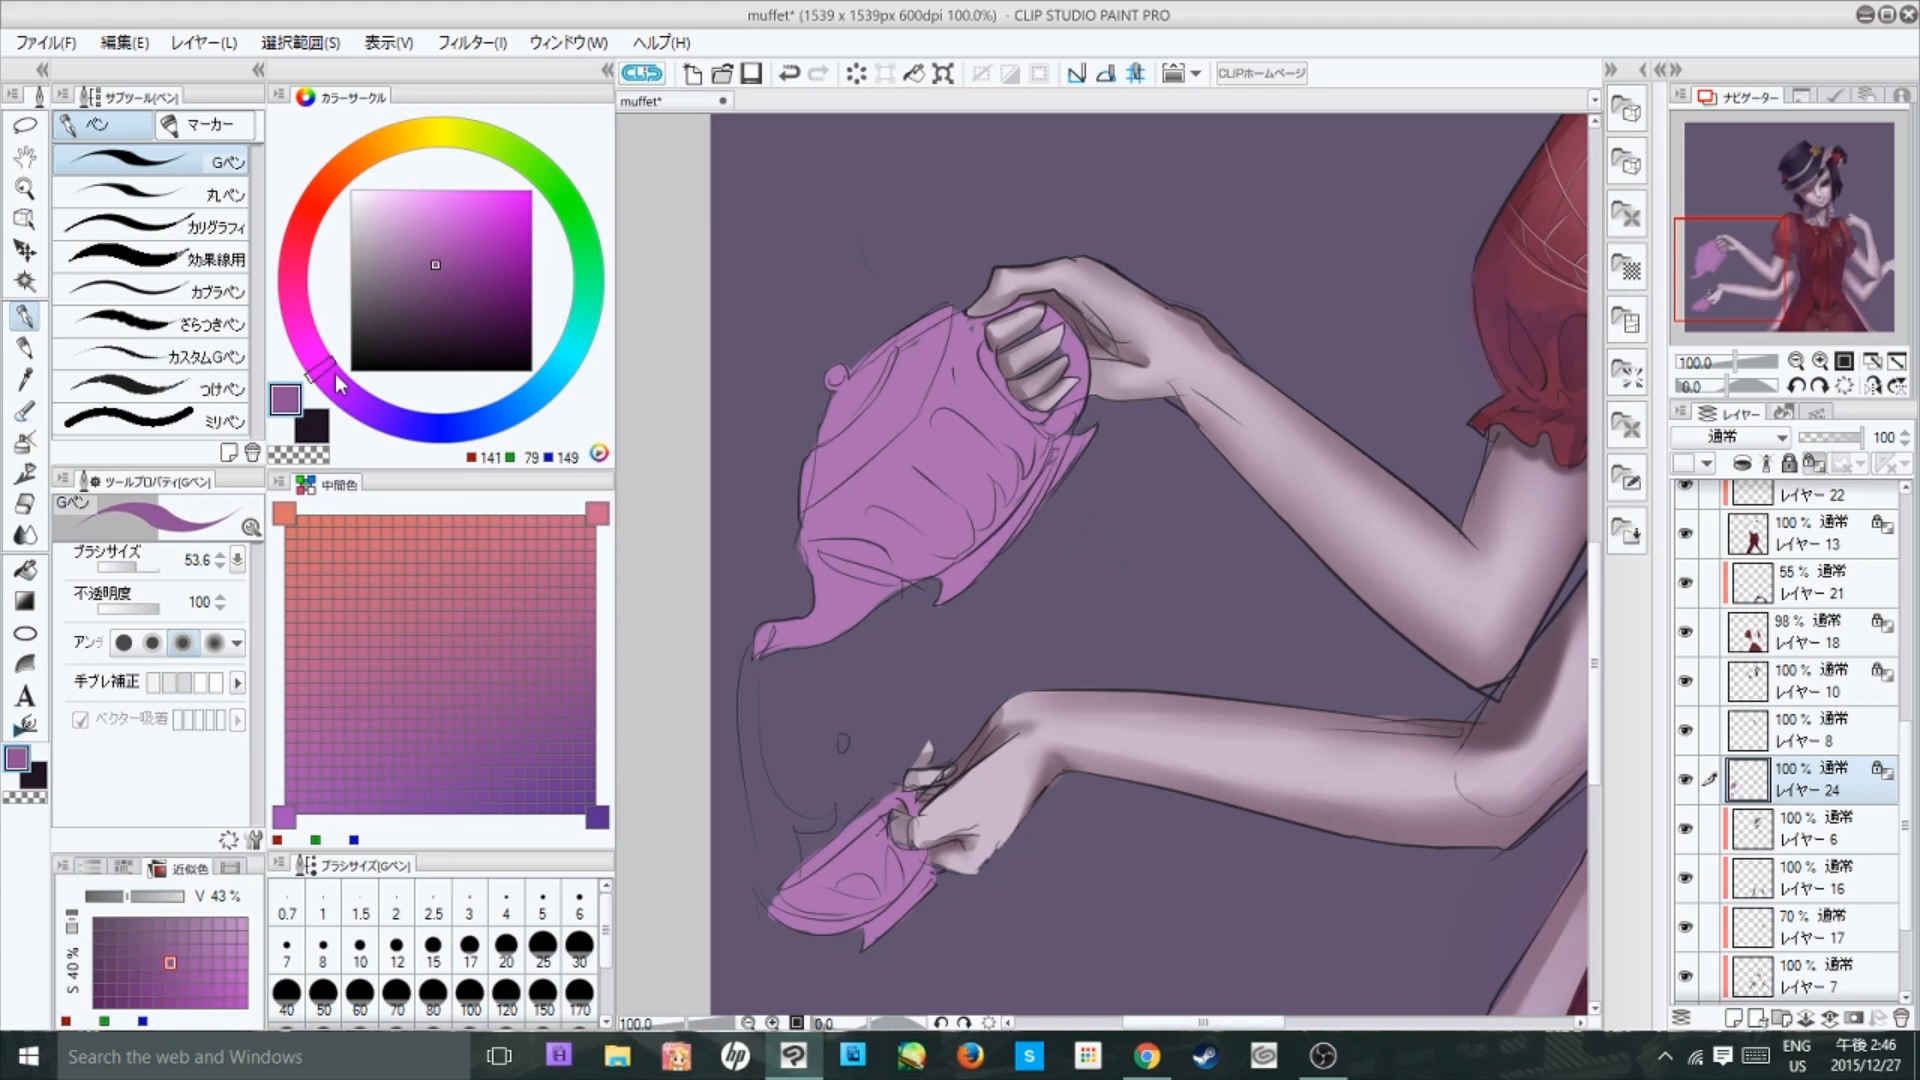 muffet* (1539 x 1539px 600dpi 100.0%) - CLIP STUDIO PAINT PRO
ファイル(F) 編集(E) レイヤー(L) 選択範囲(S) 表示(V) フィルター(I) ウィンドウ(W) ヘルプ(H)
CLIP CLIPホームページ
サブツール[ペン] カラーサークル muffet* ナビゲーター
ペン マーカー
Gペン
丸ペン
カリグラフィ
効果線用
カブラペン
ざらつきペン
カスタムGペン
つけペン
ミリペン
141 79 149
ツールプロパティ[Gペン] 中間色
Gペン
ブラシサイズ 53.6
不透明度 100
アンチ
手ブレ補正
ベクター吸着
近似色
V 43 %
S 40 %
ブラシサイズ[Gペン]
0.7 1 1.5 2 2.5 3 4 5 6
7 8 10 12 15 17 20 25 30
40 50 60 70 80 100 120 150 170
100.0 0.0
100.0
0.0
レイヤー
通常 100
レイヤー 22
100 % 通常
レイヤー 13
55 % 通常
レイヤー 21
98 % 通常
レイヤー 18
100 % 通常
レイヤー 10
100 % 通常
レイヤー 8
100 % 通常
レイヤー 24
100 % 通常
レイヤー 6
100 % 通常
レイヤー 16
70 % 通常
レイヤー 17
100 % 通常
レイヤー 7
Search the web and Windows
hp
S
ENG
US
午後 2:46
2015/12/27